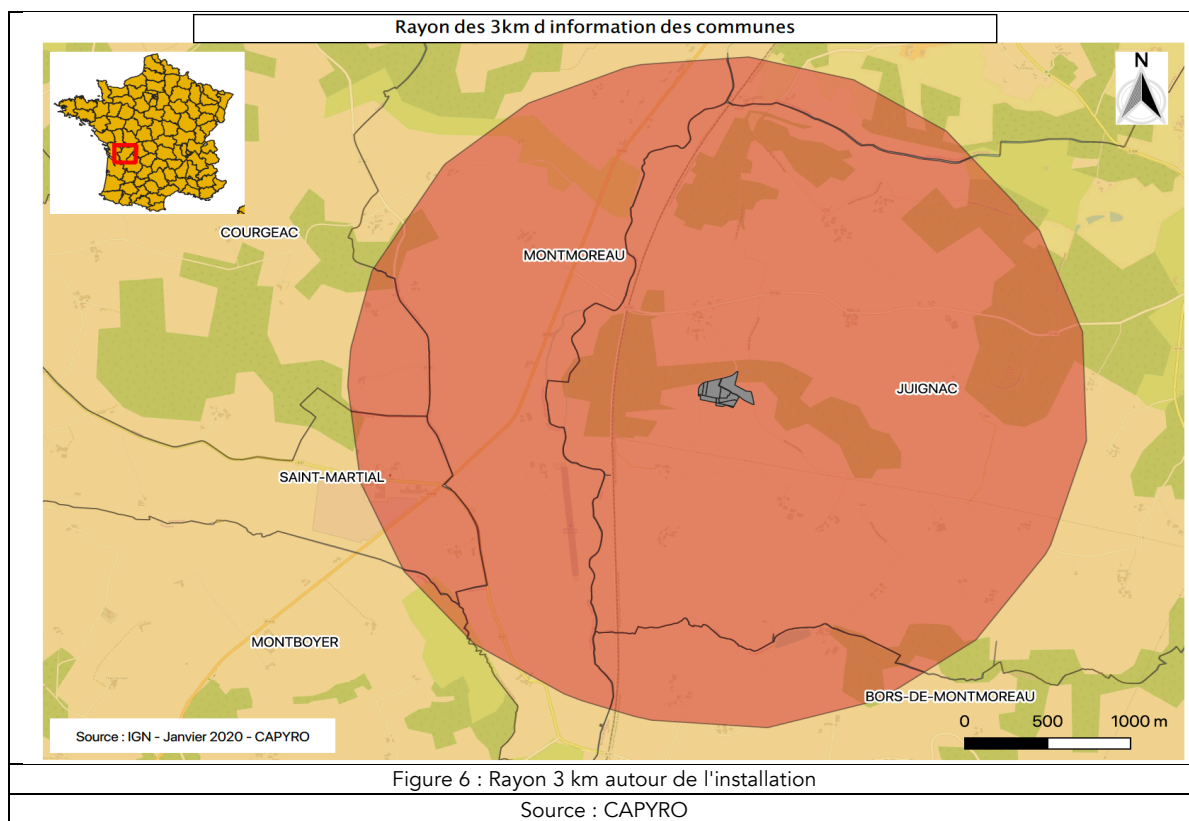 Rayon des 3km d information des communes
N
COURGEAC
MONTMOREAU
JUIGNAC
SAINT-MARTIAL
MONTBOYER
BORS-DE-MONTMOREAU
0 500 1000 m
Source : IGN - Janvier 2020 - CAPYRO
Figure 6 : Rayon 3 km autour de l'installation
Source : CAPYRO